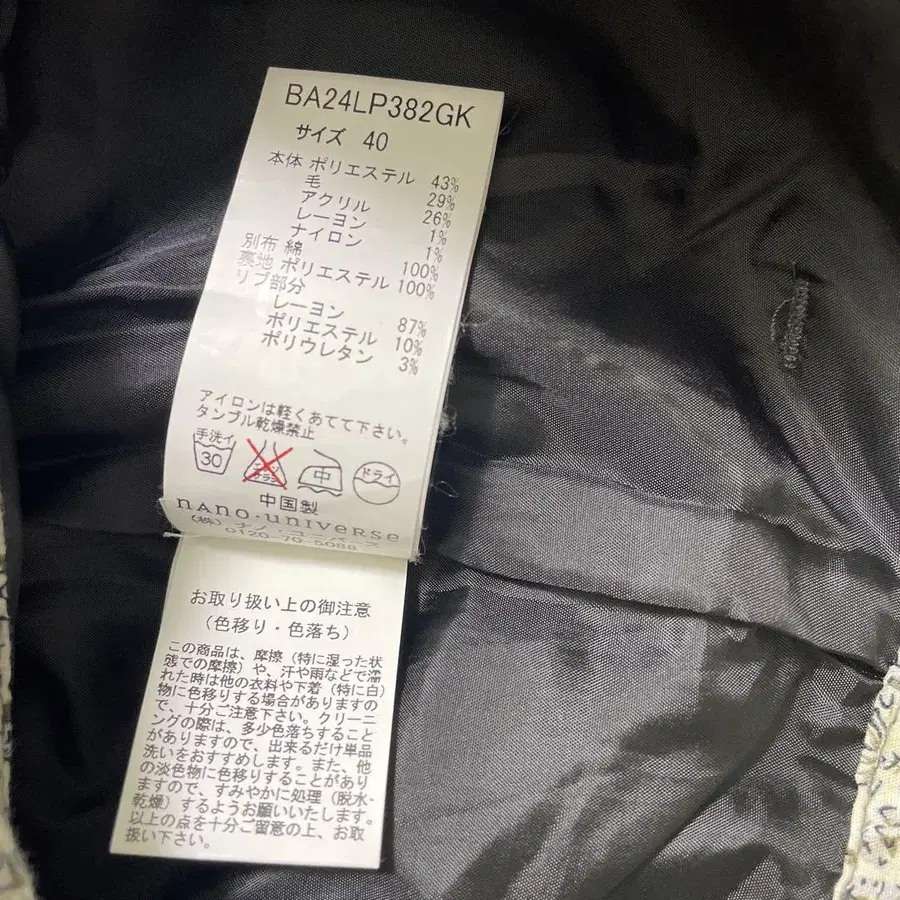 BA24LP382GK
サイズ 40
本体 ポリエステル 43%
毛 29%
アクリル 26%
レーヨン 1%
ナイロン 1%
別布 綿 100%
裏地 ポリエステル 100%
リブ部分
レーヨン 87%
ポリエステル 10%
ポリウレタン 3%
アイロンは軽くあてて下さい。
タンブル乾燥禁止
手洗イ 30 エンソサラシ 中 ドライ
中国製
nano・universe
(株) ナノ・ユニバース
0120-70-5088
お取り扱い上の御注意
(色移り・色落ち)
この商品は、摩擦(特に湿った状
態での摩擦)や、汗や雨などで濡
れた時は他の衣料や下着(特に白)
物に色移りする場合がありますの
で、十分ご注意下さい。クリーニ
ングの際は、多少色落ちすること
がありますので、出来るだけ単品
洗いをおすすめします。また、他
の淡色物に色移りすることがあり
ますので、すみやかに処理(脱水・
乾燥)するようお願いいたします。
以上の点を十分ご留意の上、お取
扱い下さい。